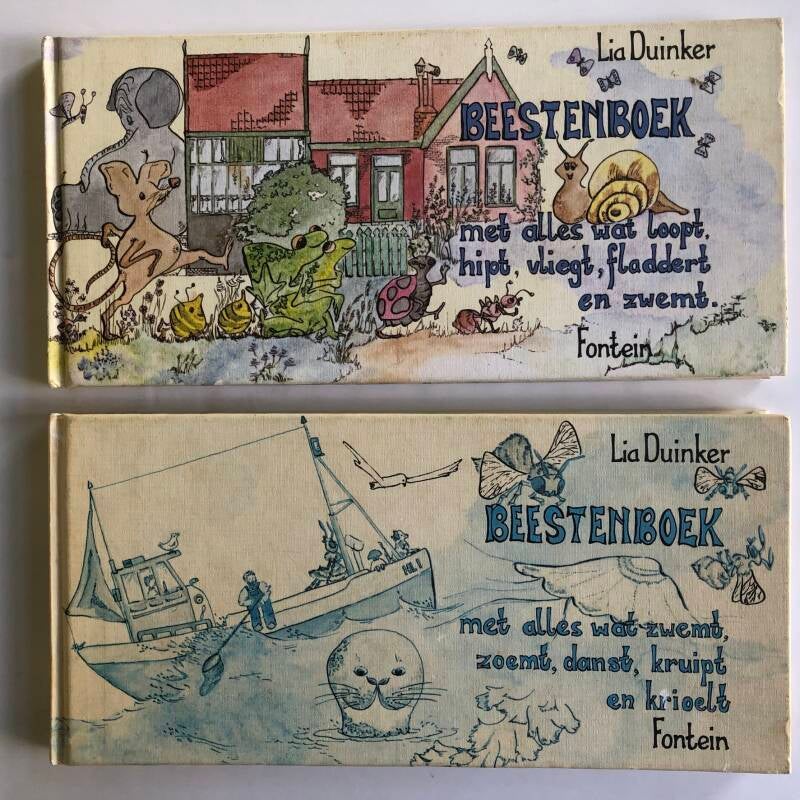 Lia Duinker
BEESTENBOEK
met alles wat loopt,
hipt, vliegt, fladdert
en zwemt.
Fontein
Lia Duinker
BEESTENBOEK
met alles wat zwemt,
zoemt, danst, kruipt
en krioelt
Fontein